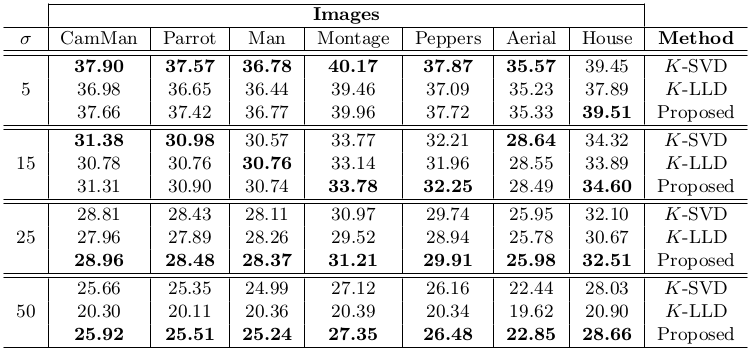 Images
σ CamMan Parrot Man Montage Peppers Aerial House Method
37.90 37.57 36.78 40.17 37.87 35.57 39.45 K-SVD
5 36.98 36.65 36.44 39.46 37.09 35.23 37.89 K-LLD
37.66 37.42 36.77 39.96 37.72 35.33 39.51 Proposed
31.38 30.98 30.57 33.77 32.21 28.64 34.32 K-SVD
15 30.78 30.76 30.76 33.14 31.96 28.55 33.89 K-LLD
31.31 30.90 30.74 33.78 32.25 28.49 34.60 Proposed
28.81 28.43 28.11 30.97 29.74 25.95 32.10 K-SVD
25 27.96 27.89 28.26 29.52 28.94 25.78 30.67 K-LLD
28.96 28.48 28.37 31.21 29.91 25.98 32.51 Proposed
25.66 25.35 24.99 27.12 26.16 22.44 28.03 K-SVD
50 20.30 20.11 20.36 20.39 20.34 19.62 20.90 K-LLD
25.92 25.51 25.24 27.35 26.48 22.85 28.66 Proposed